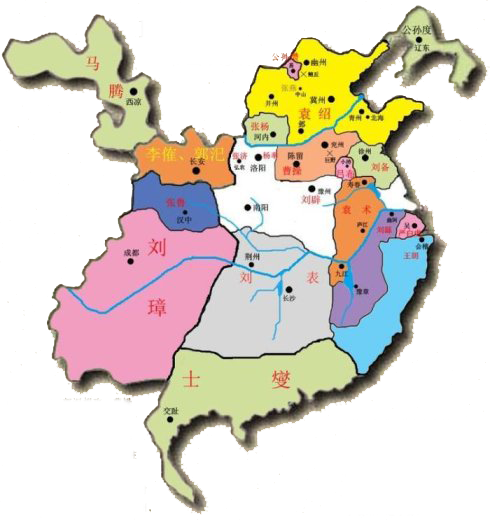 公孙度
辽东
马
腾
西凉
公孙瓒
幽州
鲍丘
张燕
中山
并州
冀州
袁绍
邺
青州
北海
张杨
河内
李傕、郭汜
长安
张济
弘农
杨奉
洛阳
陈留
曹操
兖州
巨野
小沛
吕布
徐州
刘备
豫州
刘辟
寿春
袁术
庐江
张鲁
汉中
南阳
刘
璋
成都
荆州
刘
表
长沙
九江
曲阿
刘繇
豫章
吴
严白虎
会稽
王朗
士
燮
交趾